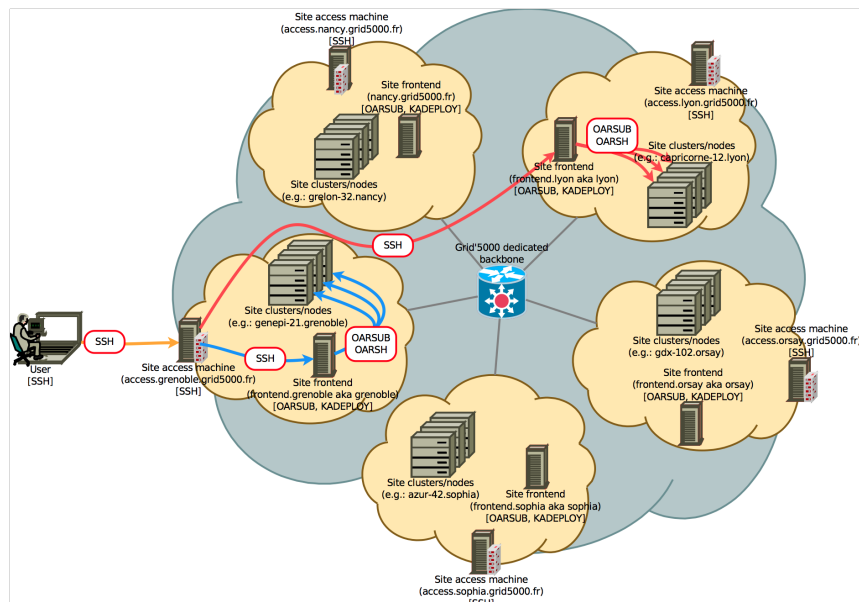 Site access machine
(access.nancy.grid5000.fr)
[SSH]
Site frontend
(nancy.grid5000.fr)
[OARSUB, KADEPLOY]
Site clusters/nodes
(e.g.: grelon-32.nancy)
Site access machine
(access.lyon.grid5000.fr)
[SSH]
OARSUB
OARSH
Site clusters/nodes
(e.g.: capricorne-12.lyon)
Site frontend
(frontend.lyon aka lyon)
[OARSUB, KADEPLOY]
SSH
Grid'5000 dedicated
backbone
Site clusters/nodes
(e.g.: genepi-21.grenoble)
OARSUB
OARSH
SSH
User
[SSH]
Site access machine
(access.grenoble.grid5000.fr)
[SSH]
SSH
Site frontend
(frontend.grenoble aka grenoble)
[OARSUB, KADEPLOY]
Site clusters/nodes
(e.g.: gdx-102.orsay)
Site access machine
(access.orsay.grid5000.fr)
[SSH]
Site frontend
(frontend.orsay aka orsay)
[OARSUB, KADEPLOY]
Site clusters/nodes
(e.g.: azur-42.sophia)
Site frontend
(frontend.sophia aka sophia)
[OARSUB, KADEPLOY]
Site access machine
(access.sophia.grid5000.fr)
[SSH]